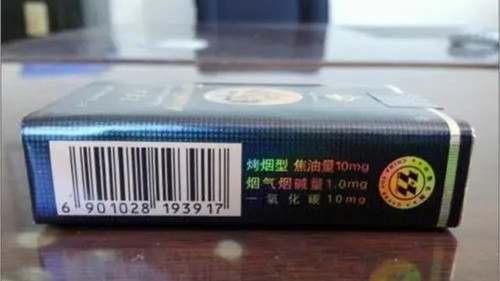 烤烟型 焦油量10mg
烟气烟碱量1.0mg
一氧化碳10mg
6 901028 193917